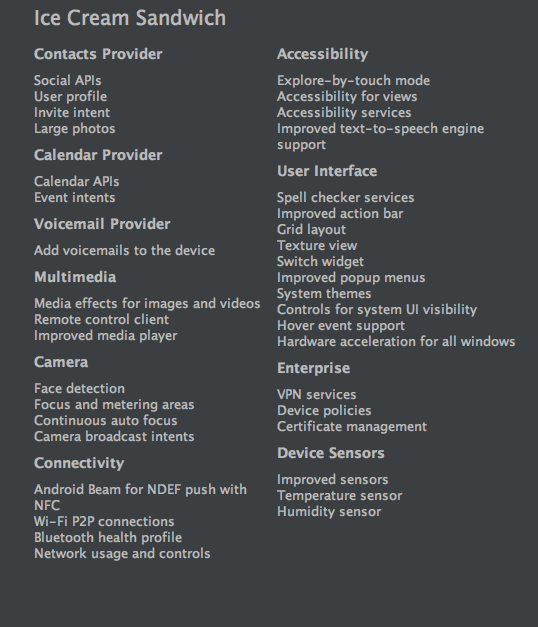 Ice Cream Sandwich
Contacts Provider
Social APIs
User profile
Invite intent
Large photos
Calendar Provider
Calendar APIs
Event intents
Voicemail Provider
Add voicemails to the device
Multimedia
Media effects for images and videos
Remote control client
Improved media player
Camera
Face detection
Focus and metering areas
Continuous auto focus
Camera broadcast intents
Connectivity
Android Beam for NDEF push with
NFC
Wi-Fi P2P connections
Bluetooth health profile
Network usage and controls
Accessibility
Explore-by-touch mode
Accessibility for views
Accessibility services
Improved text-to-speech engine
support
User Interface
Spell checker services
Improved action bar
Grid layout
Texture view
Switch widget
Improved popup menus
System themes
Controls for system UI visibility
Hover event support
Hardware acceleration for all windows
Enterprise
VPN services
Device policies
Certificate management
Device Sensors
Improved sensors
Temperature sensor
Humidity sensor